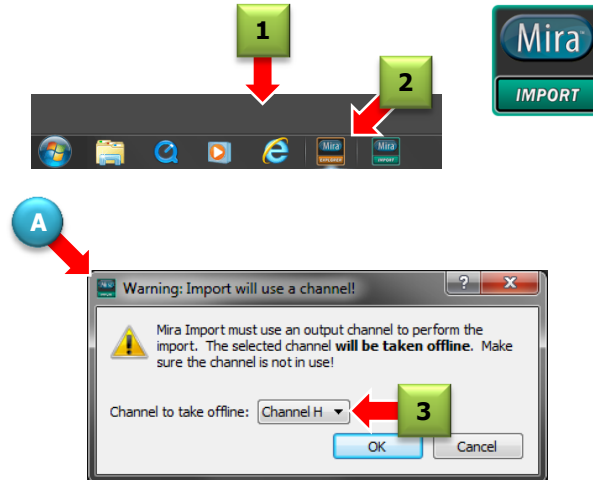 1
Mira
IMPORT
2
Mira
EXPLORER
Mira
IMPORT
A
Warning: Import will use a channel!
Mira Import must use an output channel to perform the
import. The selected channel will be taken offline. Make
sure the channel is not in use!
Channel to take offline: Channel H
3
OK
Cancel